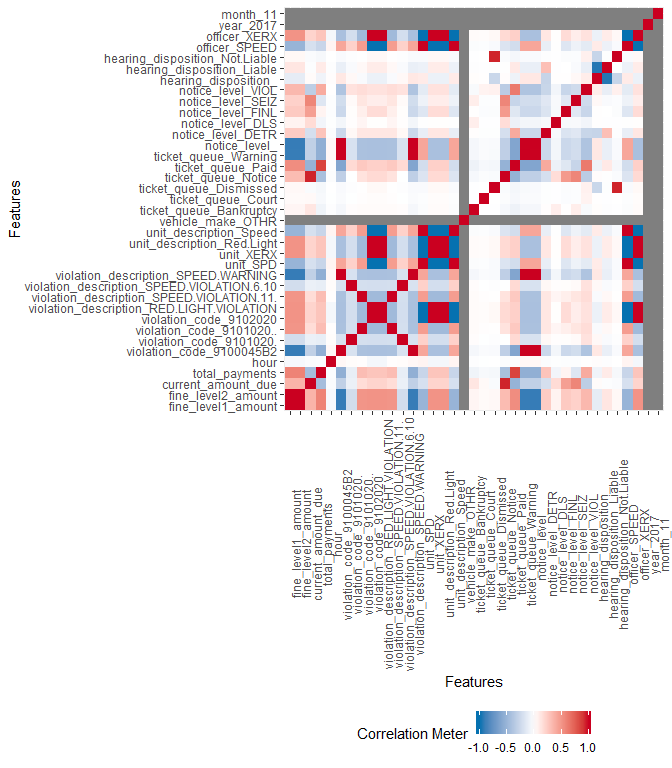 month_11
year_2017
officer_XERX
officer_SPEED
hearing_disposition_Not.Liable
hearing_disposition_Liable
hearing_disposition_
notice_level_VIOL
notice_level_SEIZ
notice_level_FINL
notice_level_DLS
notice_level_DETR
notice_level_
ticket_queue_Warning
ticket_queue_Paid
ticket_queue_Notice
ticket_queue_Dismissed
ticket_queue_Court
ticket_queue_Bankruptcy
vehicle_make_OTHR
unit_description_Speed
unit_description_Red.Light
unit_XERX
unit_SPD
violation_description_SPEED.WARNING
violation_description_SPEED.VIOLATION.6.10
violation_description_SPEED.VIOLATION.11.
violation_description_RED.LIGHT.VIOLATION
violation_code_9102020
violation_code_9101020..
violation_code_9101020.
violation_code_9100045B2
hour
total_payments
current_amount_due
fine_level2_amount
fine_level1_amount
Features
fine_level1_amount
fine_level2_amount
current_amount_due
total_payments
hour
violation_code_9100045B2
violation_code_9101020.
violation_code_9101020..
violation_code_9102020
violation_description_RED.LIGHT.VIOLATION
violation_description_SPEED.VIOLATION.11.
violation_description_SPEED.VIOLATION.6.10
violation_description_SPEED.WARNING
unit_SPD
unit_XERX
unit_description_Red.Light
unit_description_Speed
vehicle_make_OTHR
ticket_queue_Bankruptcy
ticket_queue_Court
ticket_queue_Dismissed
ticket_queue_Notice
ticket_queue_Paid
ticket_queue_Warning
notice_level_
notice_level_DETR
notice_level_DLS
notice_level_FINL
notice_level_SEIZ
notice_level_VIOL
hearing_disposition_
hearing_disposition_Liable
hearing_disposition_Not.Liable
officer_SPEED
officer_XERX
year_2017
month_11
Features
Correlation Meter
-1.0 -0.5 0.0 0.5 1.0